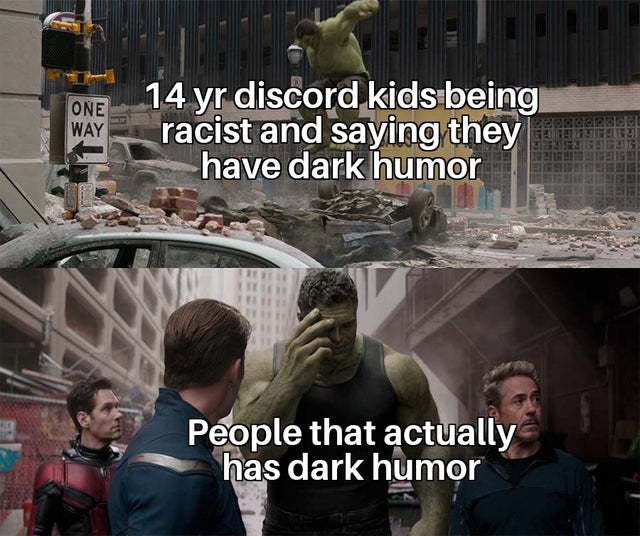 ONE
WAY
14 yr discord kids being
racist and saying they
have dark humor
People that actually
has dark humor